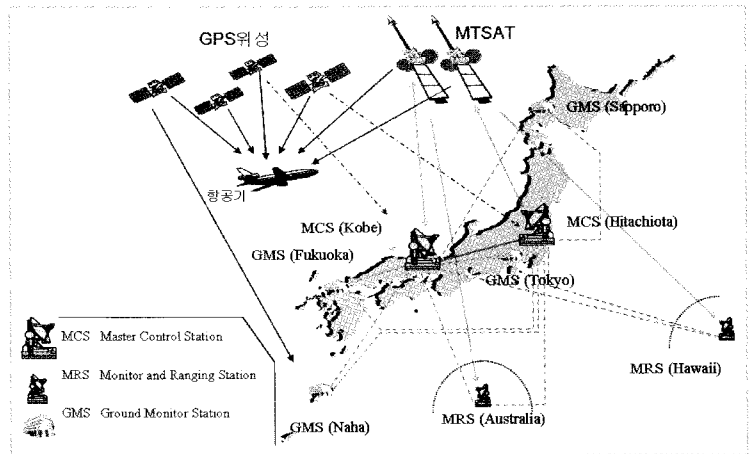 GPS위성
MTSAT
GMS (Sapporo)
항공기
MCS (Kobe)
MCS (Hitachiota)
GMS (Fukuoka)
GMS (Tokyo)
MCS Master Control Station
MRS (Hawaii)
MRS Monitor and Ranging Station
GMS Ground Monitor Station
GMS (Naha)
MRS (Australia)